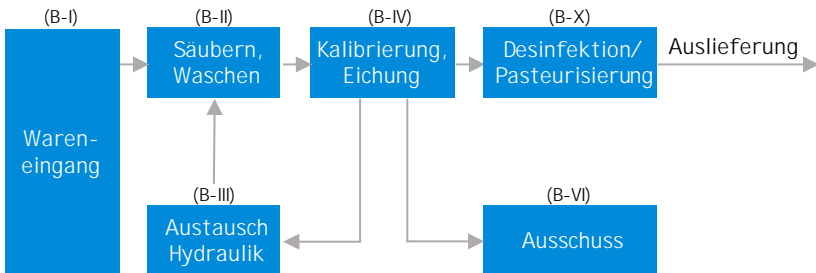 (B-I)
Waren-
eingang
(B-II)
Säubern,
Waschen
(B-IV)
Kalibrierung,
Eichung
(B-X)
Desinfektion/
Pasteurisierung
Auslieferung
(B-III)
Austausch
Hydraulik
(B-VI)
Ausschuss